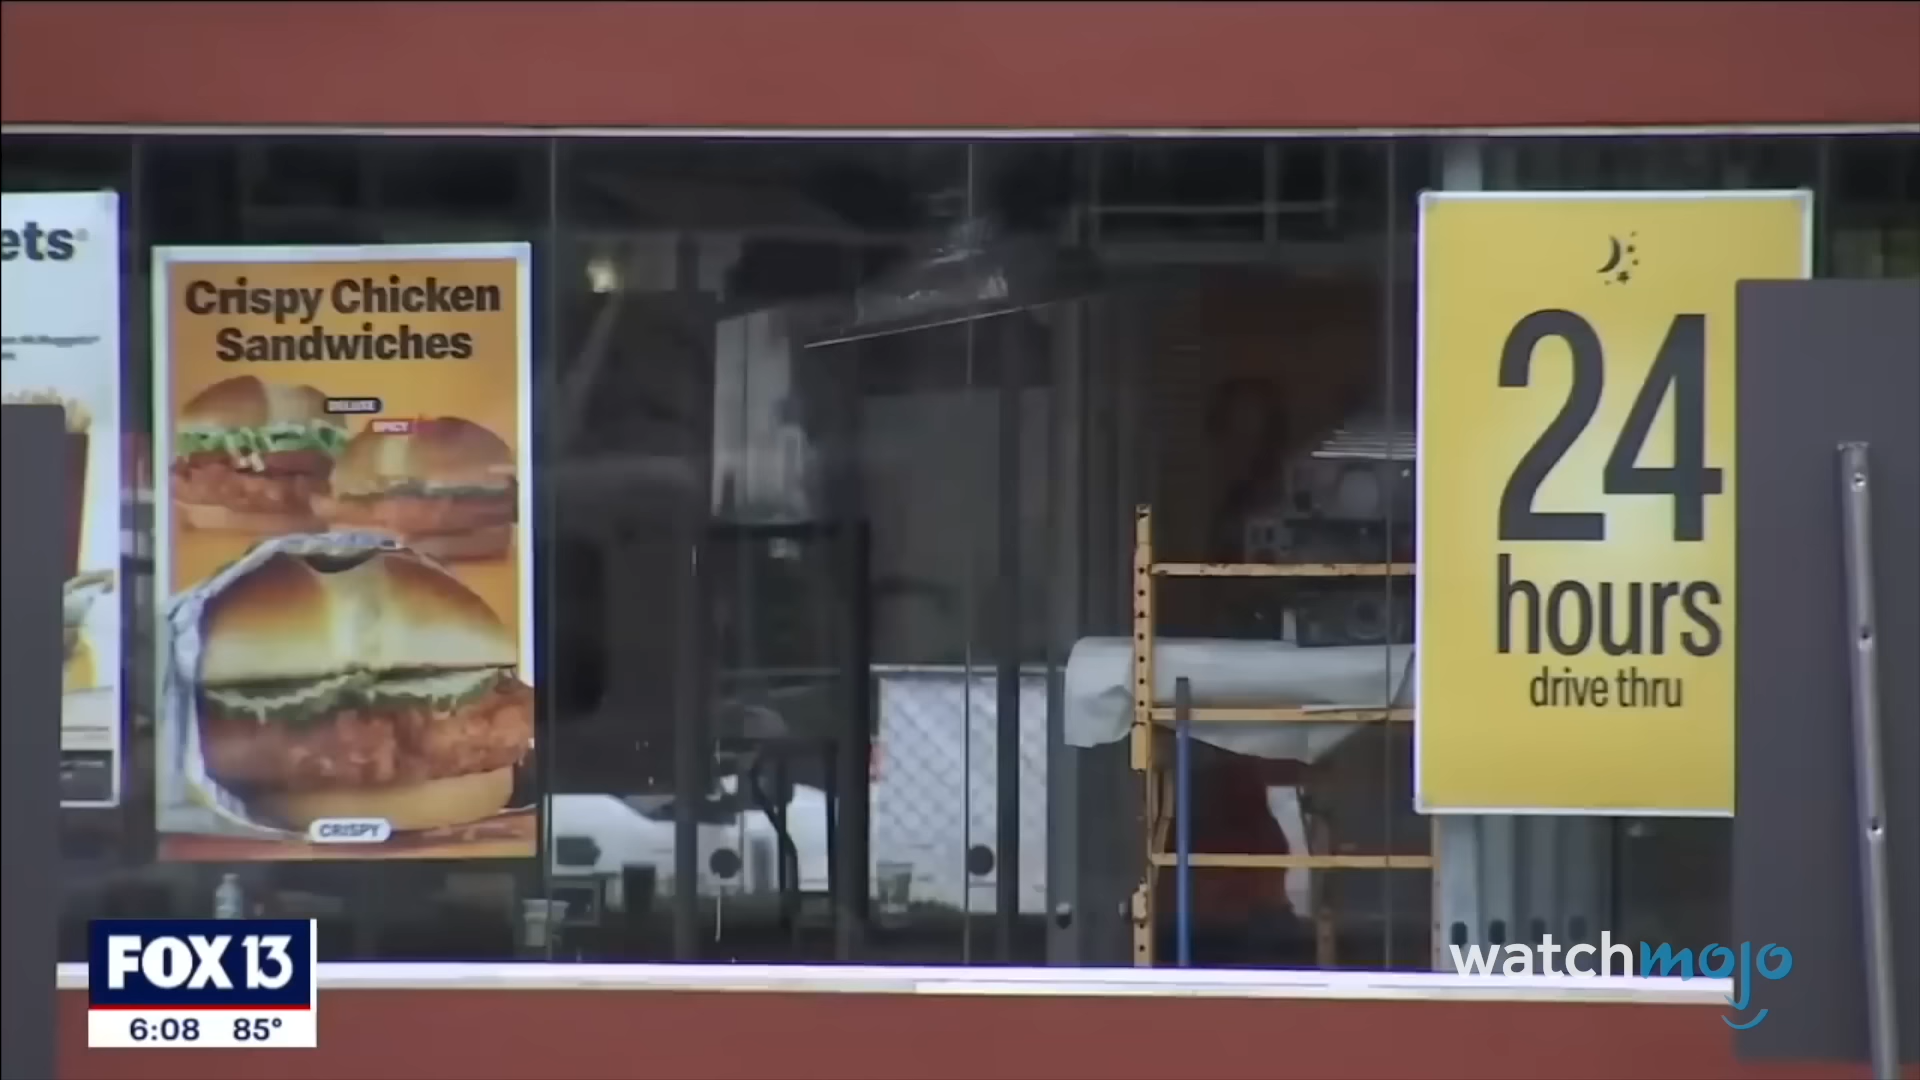 ets
Crispy Chicken
Sandwiches
DELUXE
SPICY
CRISPY
24
hours
drive thru
FOX 13
6:08 85°
watchmojo